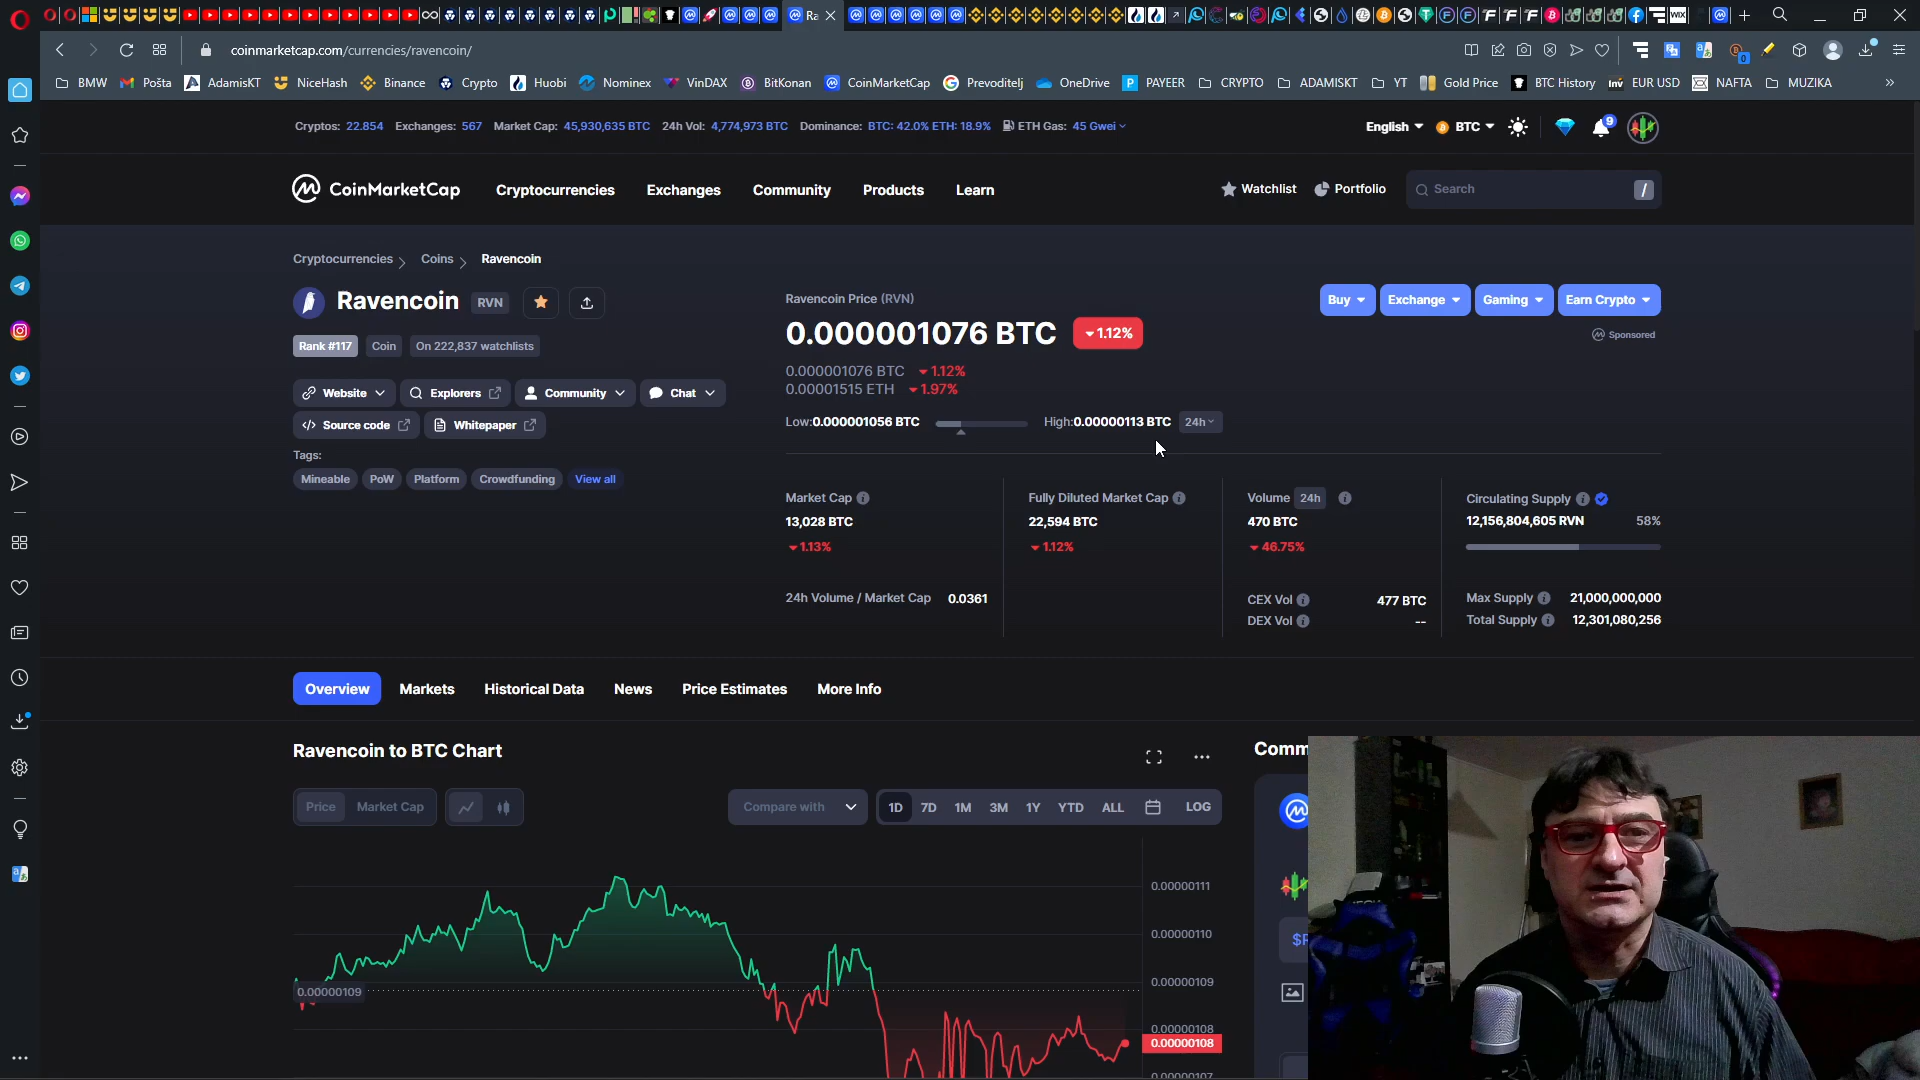 Ra
coinmarketcap.com/currencies/ravencoin/
BMW Pošta AdamisKT NiceHash Binance Crypto Huobi Nominex VinDAX BitKonan CoinMarketCap Prevoditelj OneDrive PAYEER CRYPTO ADAMISKT YT Gold Price BTC History EUR USD NAFTA MUZIKA »
Cryptos: 22.854 Exchanges: 567 Market Cap: 45,930,635 BTC 24h Vol: 4,774,973 BTC Dominance: BTC: 42.0% ETH: 18.9% ETH Gas: 45 Gwei
English BTC 9
CoinMarketCap Cryptocurrencies Exchanges Community Products Learn Watchlist Portfolio Search /
Cryptocurrencies Coins Ravencoin
Ravencoin RVN
Rank #117 Coin On 222,837 watchlists
Website Explorers Community Chat
Source code Whitepaper
Tags:
Mineable PoW Platform Crowdfunding View all
Ravencoin Price (RVN)
0.000001076 BTC 1.12%
0.000001076 BTC 1.12%
0.00001515 ETH 1.97%
Low:0.000001056 BTC High:0.00000113 BTC 24h
Buy Exchange Gaming Earn Crypto
Sponsored
Market Cap
13,028 BTC
1.13%
24h Volume / Market Cap 0.0361
Fully Diluted Market Cap
22,594 BTC
1.12%
Volume 24h
470 BTC
46.75%
CEX Vol 477 BTC
DEX Vol --
Circulating Supply
12,156,804,605 RVN 58%
Max Supply 21,000,000,000
Total Supply 12,301,080,256
Overview Markets Historical Data News Price Estimates More Info
Ravencoin to BTC Chart
Price Market Cap
Compare with 1D 7D 1M 3M 1Y YTD ALL LOG
0.00000111
0.00000110
0.00000109
0.00000109
0.00000108
0.00000108
0.00000107
Comm